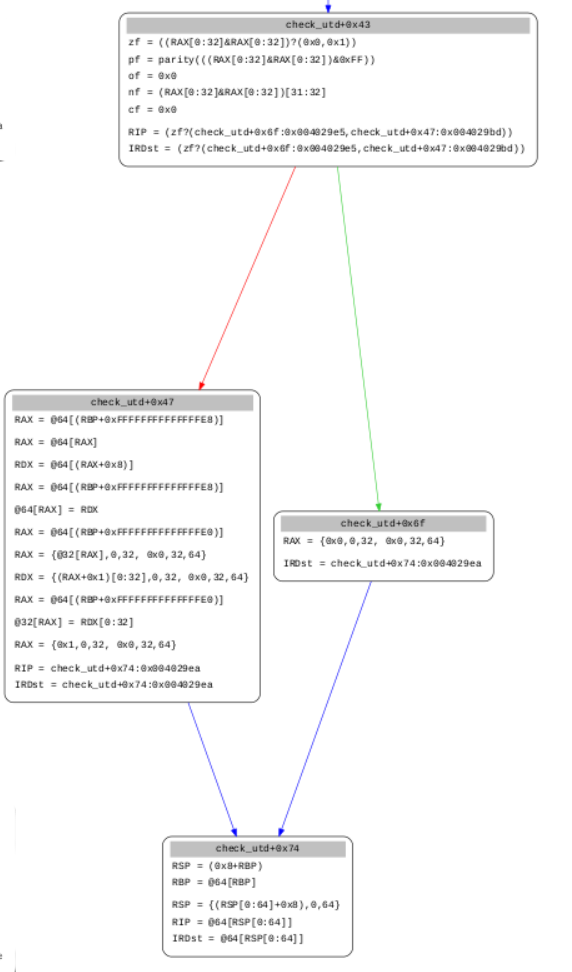 check_utd+0x43
zf = ((RAX[0:32]&RAX[0:32])?(0x0,0x1))
pf = parity(((RAX[0:32]&RAX[0:32])&0xFF))
of = 0x0
nf = (RAX[0:32]&RAX[0:32])[31:32]
cf = 0x0
RIP = (zf?(check_utd+0x6f:0x004029e5,check_utd+0x47:0x004029bd))
IRDst = (zf?(check_utd+0x6f:0x004029e5,check_utd+0x47:0x004029bd))
check_utd+0x47
RAX = @64[(RBP+0xFFFFFFFFFFFFFFE8)]
RAX = @64[RAX]
RDX = @64[(RAX+0x8)]
RAX = @64[(RBP+0xFFFFFFFFFFFFFFE8)]
@64[RAX] = RDX
RAX = @64[(RBP+0xFFFFFFFFFFFFFFE0)]
RAX = {@32[RAX],0,32, 0x0,32,64}
RDX = {(RAX+0x1)[0:32],0,32, 0x0,32,64}
RAX = @64[(RBP+0xFFFFFFFFFFFFFFE0)]
@32[RAX] = RDX[0:32]
RAX = {0x1,0,32, 0x0,32,64}
RIP = check_utd+0x74:0x004029ea
IRDst = check_utd+0x74:0x004029ea
check_utd+0x6f
RAX = {0x0,0,32, 0x0,32,64}
IRDst = check_utd+0x74:0x004029ea
check_utd+0x74
RSP = (0x8+RBP)
RBP = @64[RBP]
RSP = {(RSP[0:64]+0x8),0,64}
RIP = @64[RSP[0:64]]
IRDst = @64[RSP[0:64]]